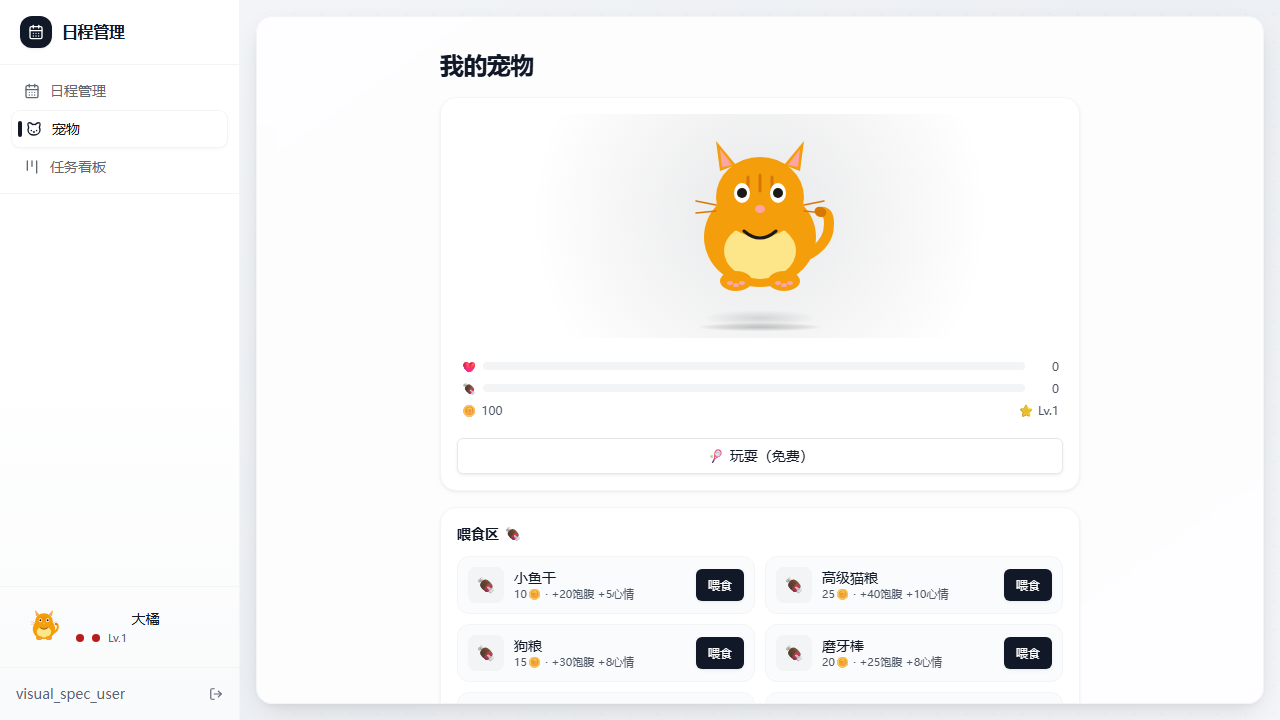 日程管理
日程管理
宠物
任务看板
大橘
Lv.1
visual_spec_user
我的宠物
0
0
100
Lv.1
玩耍（免费）
喂食区
小鱼干
10 · +20饱腹 +5心情
喂食
高级猫粮
25 · +40饱腹 +10心情
喂食
狗粮
15 · +30饱腹 +8心情
喂食
磨牙棒
20 · +25饱腹 +8心情
喂食